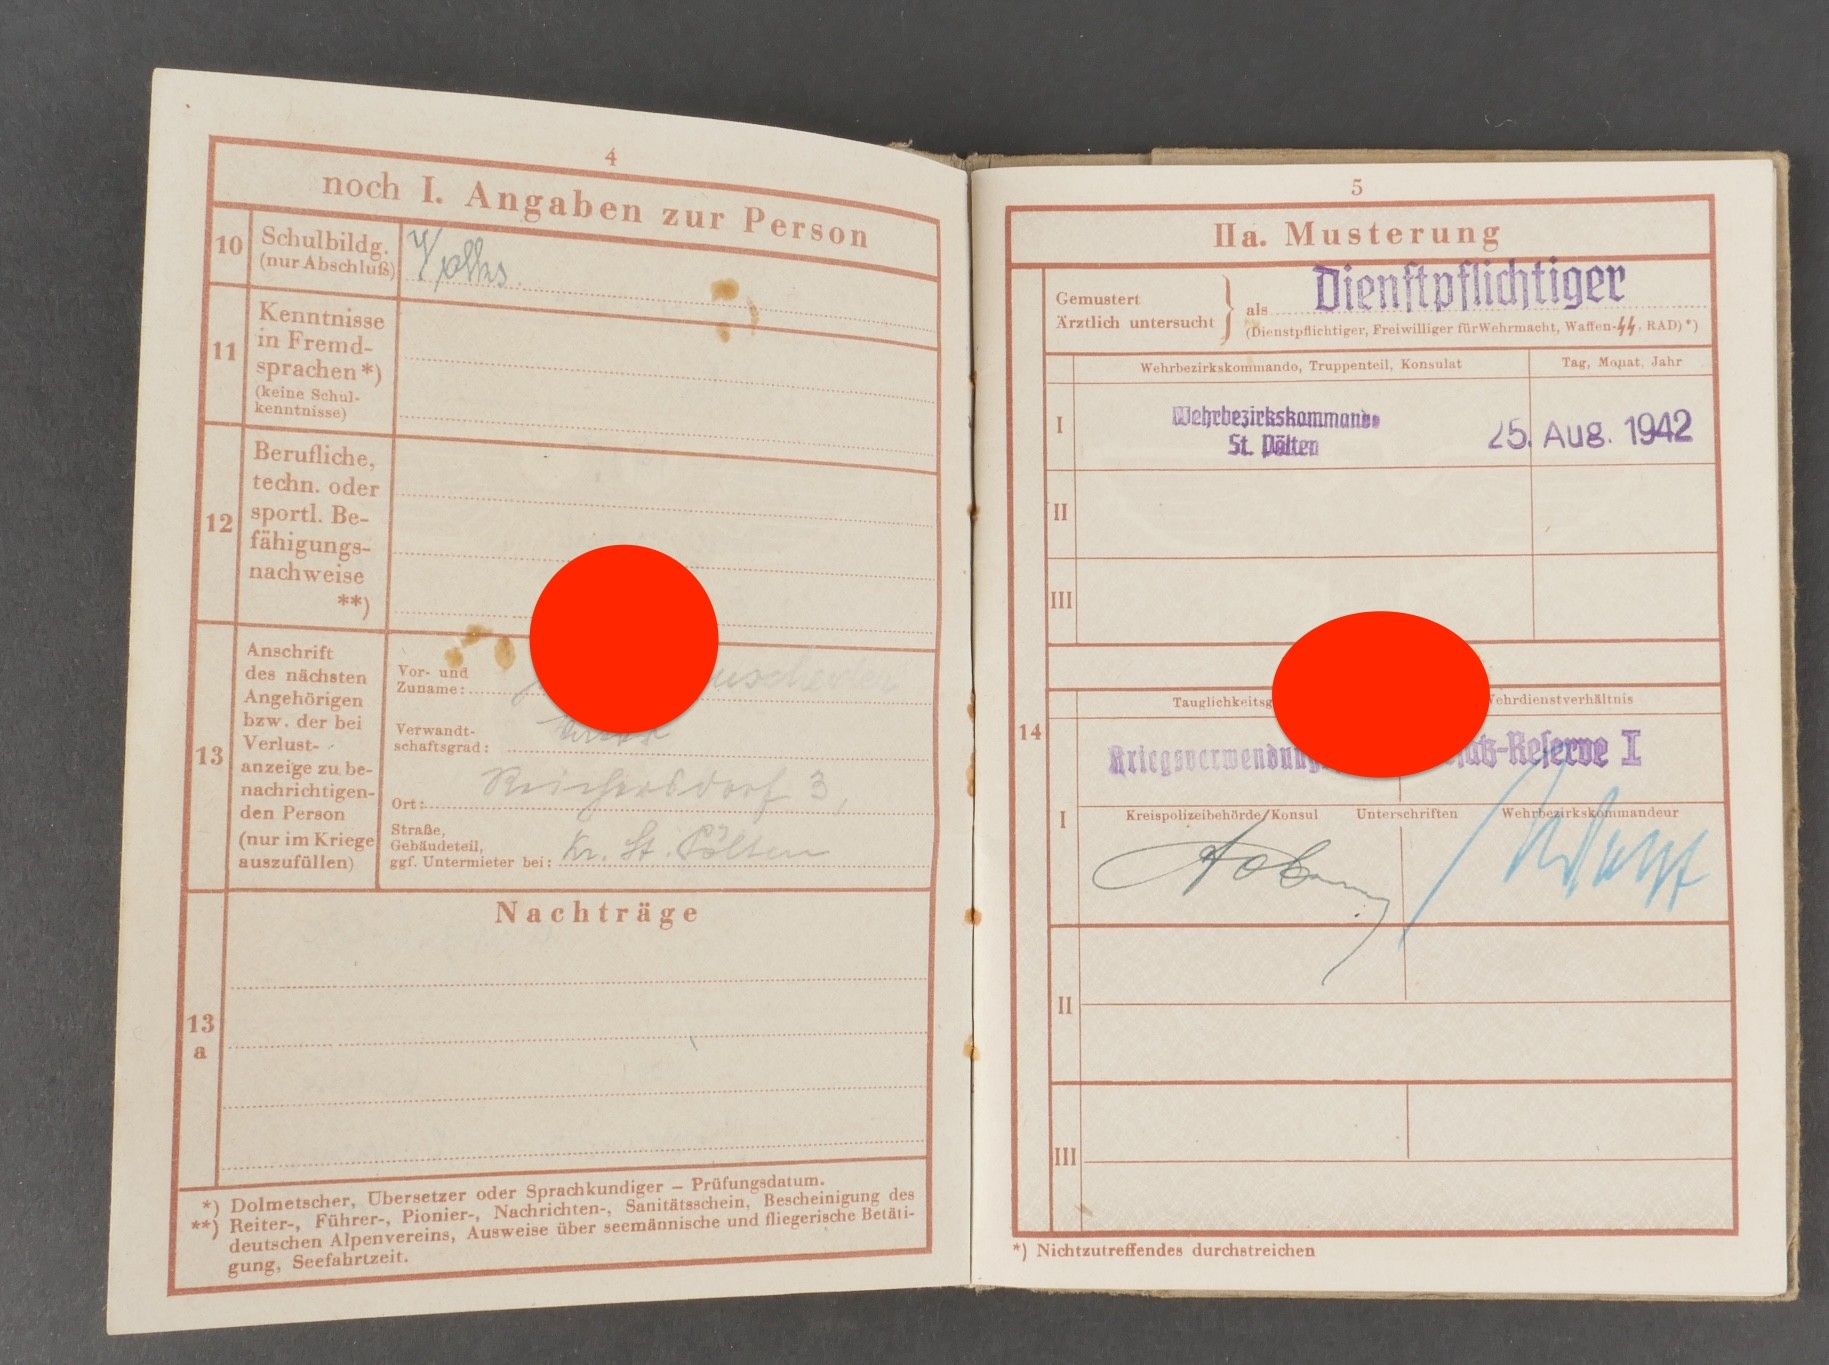 4
noch I. Angaben zur Person
10
Schulbildg.
(nur Abschluß)
Volks.
11
Kenntnisse
in Fremd-
sprachen *)
(keine Schul-
kenntnisse)
12
Berufliche,
techn. oder
sportl. Be-
fähigungs-
nachweise
**)
13
Anschrift
des nächsten
Angehörigen
bzw. der bei
Verlust-
anzeige zu be-
nachrichtigen-
den Person
(nur im Kriege
auszufüllen)
Vor- und
Zuname:
Verwandt-
schaftsgrad:
Ort: Reichersdorf 3,
Straße,
Gebäudeteil,
ggf. Untermieter bei: Kr. St. Pölten
Nachträge
13
a
*) Dolmetscher, Übersetzer oder Sprachkundiger – Prüfungsdatum.
**) Reiter-, Führer-, Pionier-, Nachrichten-, Sanitätsschein, Bescheinigung des
deutschen Alpenvereins, Ausweise über seemännische und fliegerische Betäti-
gung, Seefahrtzeit.
5
IIa. Musterung
Gemustert
Ärztlich untersucht
als Dienstpflichtiger
(Dienstpflichtiger, Freiwilliger für Wehrmacht, Waffen-SS, RAD) *)
Wehrbezirkskommando, Truppenteil, Konsulat
Tag, Monat, Jahr
I
Wehrbezirkskommando
St. Pölten
25. Aug. 1942
II
III
14
Tauglichkeitsg
Wehrdienstverhältnis
Kriegsverwendung
satz-Reserve I
I
Kreispolizeibehörde/Konsul Unterschriften Wehrbezirkskommandeur
II
III
*) Nichtzutreffendes durchstreichen